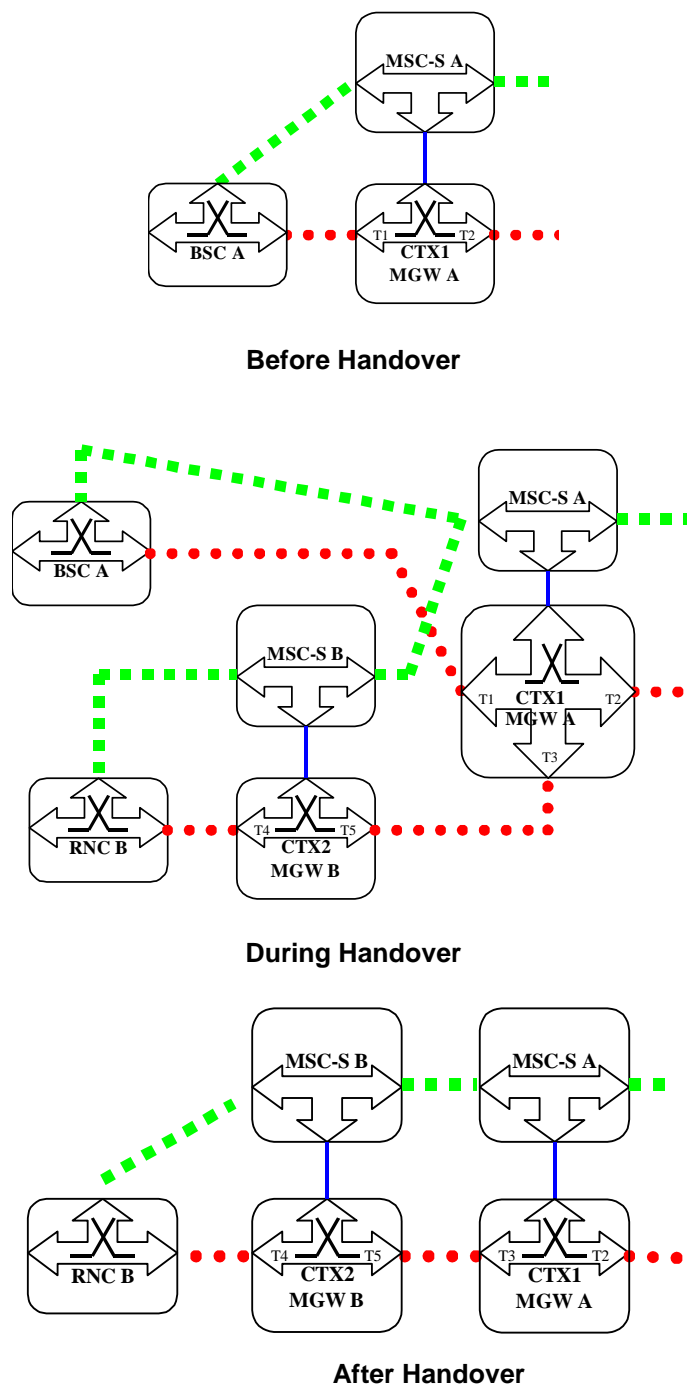 MSC-S A
BSC A
T1
CTX1
T2
MGW A
Before Handover
MSC-S A
BSC A
MSC-S B
T1
CTX1
T2
MGW A
T3
RNC B
T4
CTX2
T5
MGW B
During Handover
MSC-S B
MSC-S A
RNC B
T4
CTX2
T5
MGW B
T3
CTX1
T2
MGW A
After Handover